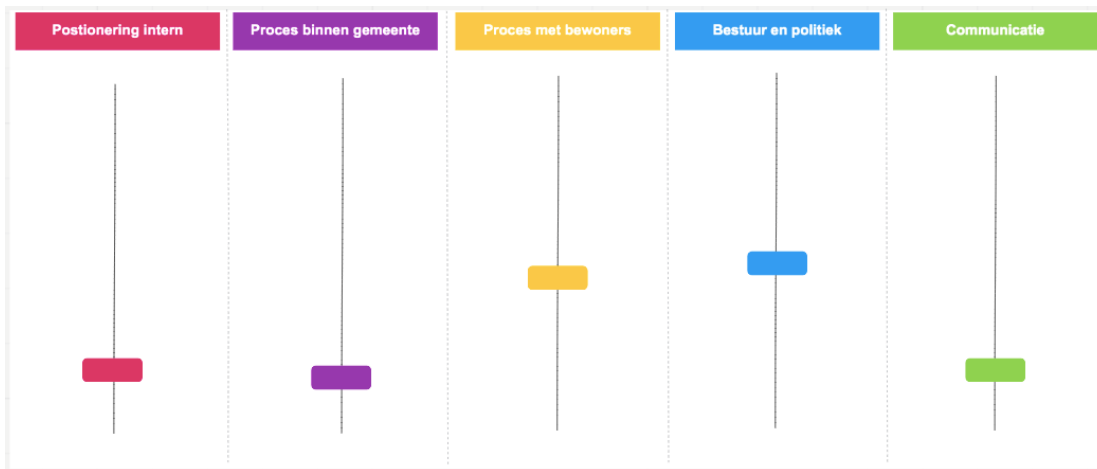 Postionering intern
Proces binnen gemeente
Proces met bewoners
Bestuur en politiek
Communicatie